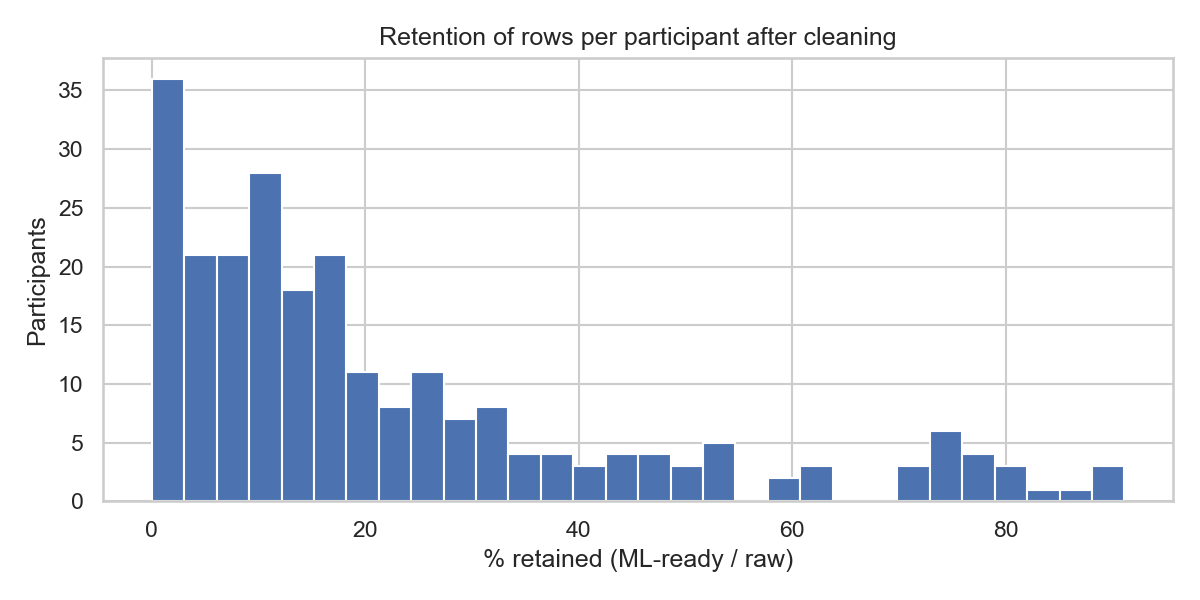 Retention of rows per participant after cleaning
35
30
25
20
15
10
5
0
Participants
0 20 40 60 80
% retained (ML-ready / raw)